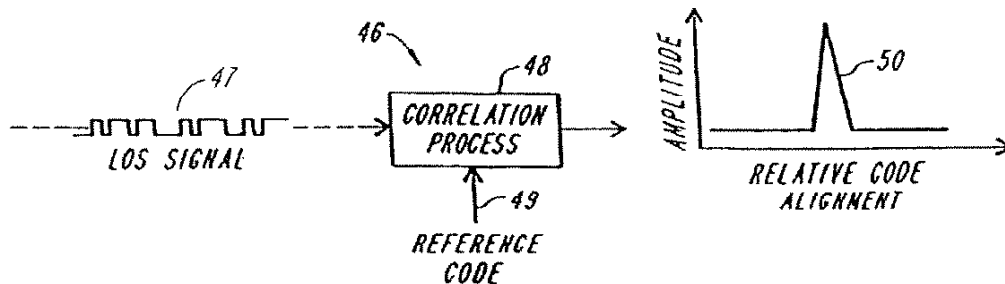 46
47
48
LOS SIGNAL
CORRELATION
PROCESS
49
REFERENCE
CODE
AMPLITUDE
50
RELATIVE CODE
ALIGNMENT